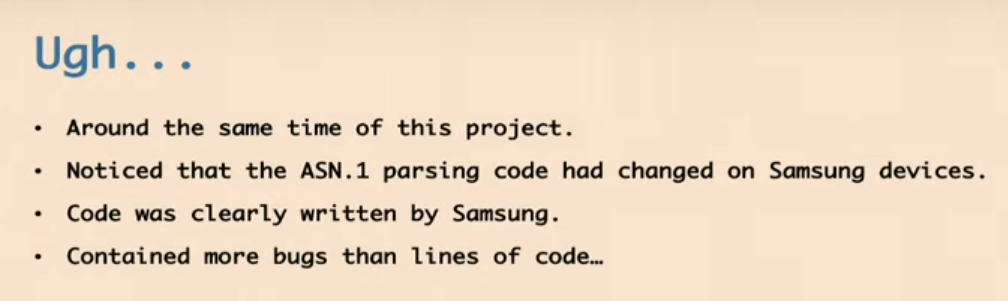 Ugh...
• Around the same time of this project.
• Noticed that the ASN.1 parsing code had changed on Samsung devices.
• Code was clearly written by Samsung.
• Contained more bugs than lines of code…